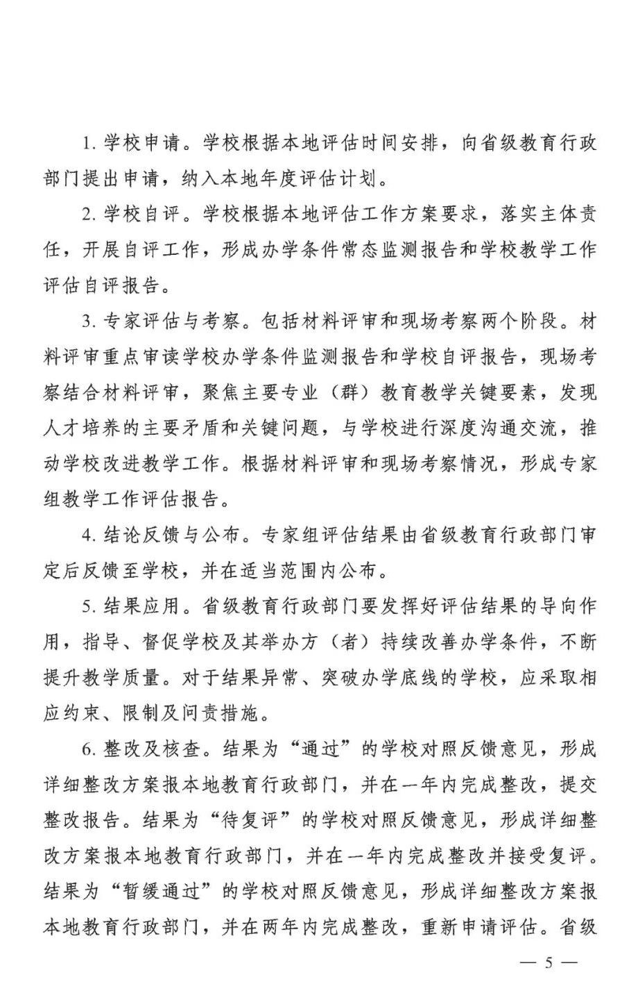 1. 学校申请。学校根据本地评估时间安排，向省级教育行政
部门提出申请，纳入本地年度评估计划。
2. 学校自评。学校根据本地评估工作方案要求，落实主体责
任，开展自评工作，形成办学条件常态监测报告和学校教学工作
评估自评报告。
3. 专家评估与考察。包括材料评审和现场考察两个阶段。材
料评审重点审读学校办学条件监测报告和学校自评报告，现场考
察结合材料评审，聚焦主要专业（群）教育教学关键要素，发现
人才培养的主要矛盾和关键问题，与学校进行深度沟通交流，推
动学校改进教学工作。根据材料评审和现场考察情况，形成专家
组教学工作评估报告。
4. 结论反馈与公布。专家组评估结果由省级教育行政部门审
定后反馈至学校，并在适当范围内公布。
5. 结果应用。省级教育行政部门要发挥好评估结果的导向作
用，指导、督促学校及其举办方（者）持续改善办学条件，不断
提升教学质量。对于结果异常、突破办学底线的学校，应采取相
应约束、限制及问责措施。
6. 整改及核查。结果为“通过”的学校对照反馈意见，形成
详细整改方案报本地教育行政部门，并在一年内完成整改，提交
整改报告。结果为“待复评”的学校对照反馈意见，形成详细整
改方案报本地教育行政部门，并在一年内完成整改并接受复评。
结果为“暂缓通过”的学校对照反馈意见，形成详细整改方案报
本地教育行政部门，并在两年内完成整改，重新申请评估。省级
— 5 —